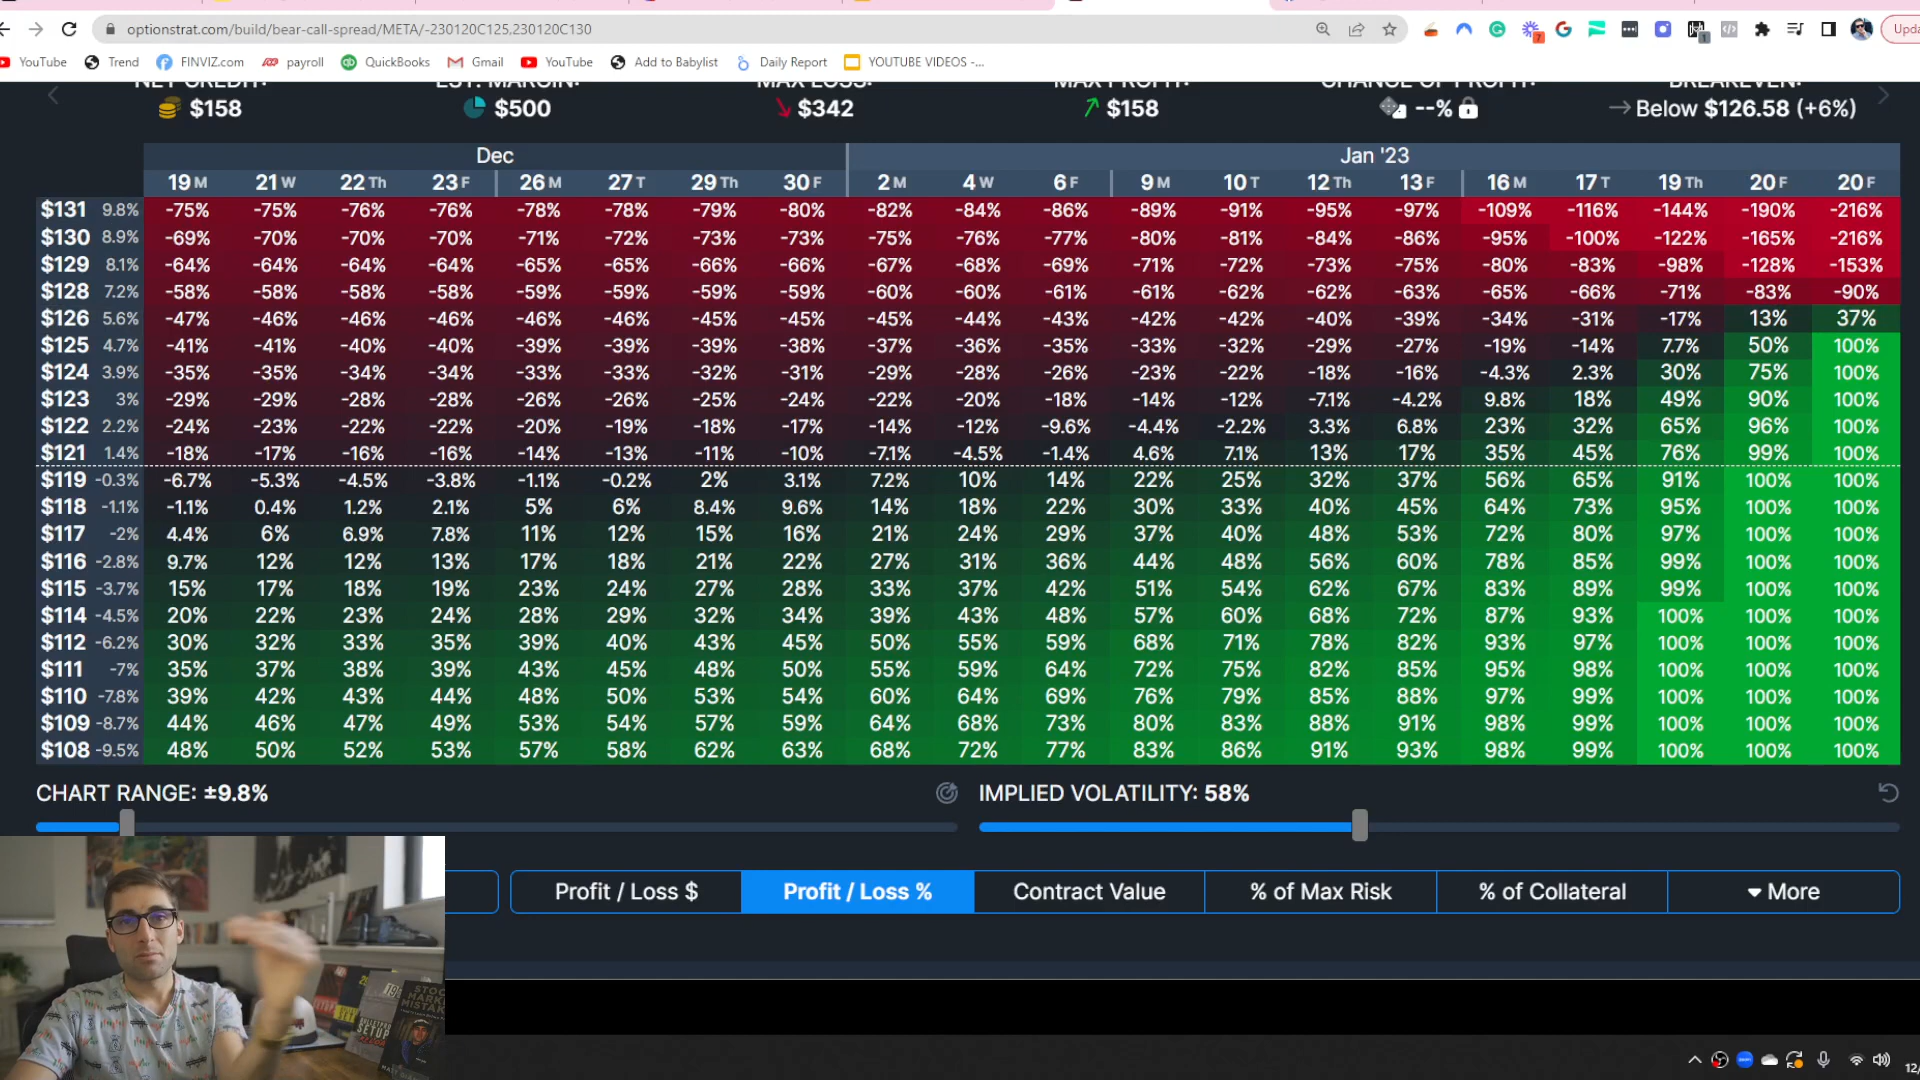 optionstrat.com/build/bear-call-spread/META/-230120C125,230120C130
Upda
YouTube Trend FINVIZ.com payroll QuickBooks Gmail YouTube Add to Babylist Daily Report YOUTUBE VIDEOS -...
NET CREDIT: EST. MARGIN: MAX LOSS: MAX PROFIT: CHANCE OF PROFIT: BREAKEVEN:
$158 $500 $342 $158 --% Below $126.58 (+6%)
Dec Jan '23
19 M 21 W 22 Th 23 F 26 M 27 T 29 Th 30 F 2 M 4 W 6 F 9 M 10 T 12 Th 13 F 16 M 17 T 19 Th 20 F 20 F
$131 9.8% -75% -75% -76% -76% -78% -78% -79% -80% -82% -84% -86% -89% -91% -95% -97% -109% -116% -144% -190% -216%
$130 8.9% -69% -70% -70% -70% -71% -72% -73% -73% -75% -76% -77% -80% -81% -84% -86% -95% -100% -122% -165% -216%
$129 8.1% -64% -64% -64% -64% -65% -65% -66% -66% -67% -68% -69% -71% -72% -73% -75% -80% -83% -98% -128% -153%
$128 7.2% -58% -58% -58% -58% -59% -59% -59% -59% -60% -60% -61% -61% -62% -62% -63% -65% -66% -71% -83% -90%
$126 5.6% -47% -46% -46% -46% -46% -46% -45% -45% -45% -44% -43% -42% -42% -40% -39% -34% -31% -17% 13% 37%
$125 4.7% -41% -41% -40% -40% -39% -39% -39% -38% -37% -36% -35% -33% -32% -29% -27% -19% -14% 7.7% 50% 100%
$124 3.9% -35% -35% -34% -34% -33% -33% -32% -31% -29% -28% -26% -23% -22% -18% -16% -4.3% 2.3% 30% 75% 100%
$123 3% -29% -29% -28% -28% -26% -26% -25% -24% -22% -20% -18% -14% -12% -7.1% -4.2% 9.8% 18% 49% 90% 100%
$122 2.2% -24% -23% -22% -22% -20% -19% -18% -17% -14% -12% -9.6% -4.4% -2.2% 3.3% 6.8% 23% 32% 65% 96% 100%
$121 1.4% -18% -17% -16% -16% -14% -13% -11% -10% -7.1% -4.5% -1.4% 4.6% 7.1% 13% 17% 35% 45% 76% 99% 100%
$119 -0.3% -6.7% -5.3% -4.5% -3.8% -1.1% -0.2% 2% 3.1% 7.2% 10% 14% 22% 25% 32% 37% 56% 65% 91% 100% 100%
$118 -1.1% -1.1% 0.4% 1.2% 2.1% 5% 6% 8.4% 9.6% 14% 18% 22% 30% 33% 40% 45% 64% 73% 95% 100% 100%
$117 -2% 4.4% 6% 6.9% 7.8% 11% 12% 15% 16% 21% 24% 29% 37% 40% 48% 53% 72% 80% 97% 100% 100%
$116 -2.8% 9.7% 12% 12% 13% 17% 18% 21% 22% 27% 31% 36% 44% 48% 56% 60% 78% 85% 99% 100% 100%
$115 -3.7% 15% 17% 18% 19% 23% 24% 27% 28% 33% 37% 42% 51% 54% 62% 67% 83% 89% 99% 100% 100%
$114 -4.5% 20% 22% 23% 24% 28% 29% 32% 34% 39% 43% 48% 57% 60% 68% 72% 87% 93% 100% 100% 100%
$112 -6.2% 30% 32% 33% 35% 39% 40% 43% 45% 50% 55% 59% 68% 71% 78% 82% 93% 97% 100% 100% 100%
$111 -7% 35% 37% 38% 39% 43% 45% 48% 50% 55% 59% 64% 72% 75% 82% 85% 95% 98% 100% 100% 100%
$110 -7.8% 39% 42% 43% 44% 48% 50% 53% 54% 60% 64% 69% 76% 79% 85% 88% 97% 99% 100% 100% 100%
$109 -8.7% 44% 46% 47% 49% 53% 54% 57% 59% 64% 68% 73% 80% 83% 88% 91% 98% 99% 100% 100% 100%
$108 -9.5% 48% 50% 52% 53% 57% 58% 62% 63% 68% 72% 77% 83% 86% 91% 93% 98% 99% 100% 100% 100%
CHART RANGE: ±9.8% IMPLIED VOLATILITY: 58%
Profit / Loss $ Profit / Loss % Contract Value % of Max Risk % of Collateral More
STOCK
MARKET
MISTAK
SETUP
12/